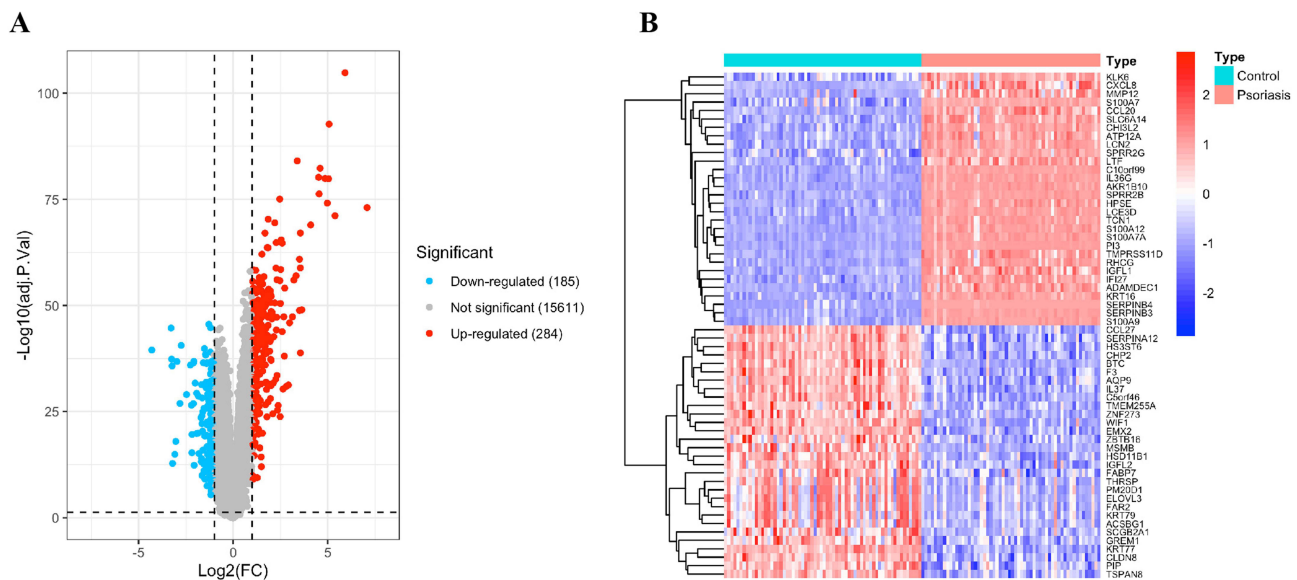 A
100
75
50
25
0
-Log10(adj.P.Val)
-5
0
5
Log2(FC)
Significant
Down-regulated (185)
Not significant (15611)
Up-regulated (284)
B
Type
KLK6
CXCL8
MMP12
S100A7
CCL20
SLC6A14
CHI3L2
ATP12A
LCN2
SPRR2G
LTF
C10orf99
IL36G
AKR1B10
SPRR2B
HPSE
LCE3D
TCN1
S100A12
S100A7A
PI3
TMPRSS11D
RHCG
IGFL1
IFI27
ADAMDEC1
KRT16
SERPINB4
SERPINB3
S100A9
CCL27
SERPINA12
HS3ST6
CHP2
BTC
F3
AQP9
IL37
C5orf46
TMEM255A
ZNF273
WIF1
EMX2
ZBTB16
MSMB
HSD11B1
IGFL2
FABP7
THRSP
PM20D1
ELOVL3
FAR2
KRT79
ACSBG1
SCGB2A1
GREM1
KRT77
CLDN8
PIP
TSPAN8
2
1
0
-1
-2
Type
Control
Psoriasis